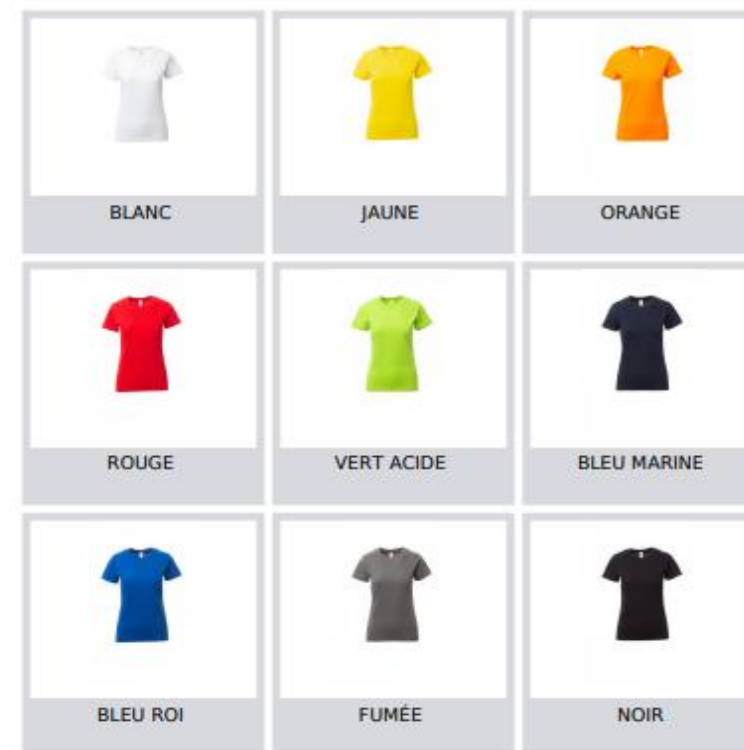 BLANC
JAUNE
ORANGE
ROUGE
VERT ACIDE
BLEU MARINE
BLEU ROI
FUMÉE
NOIR